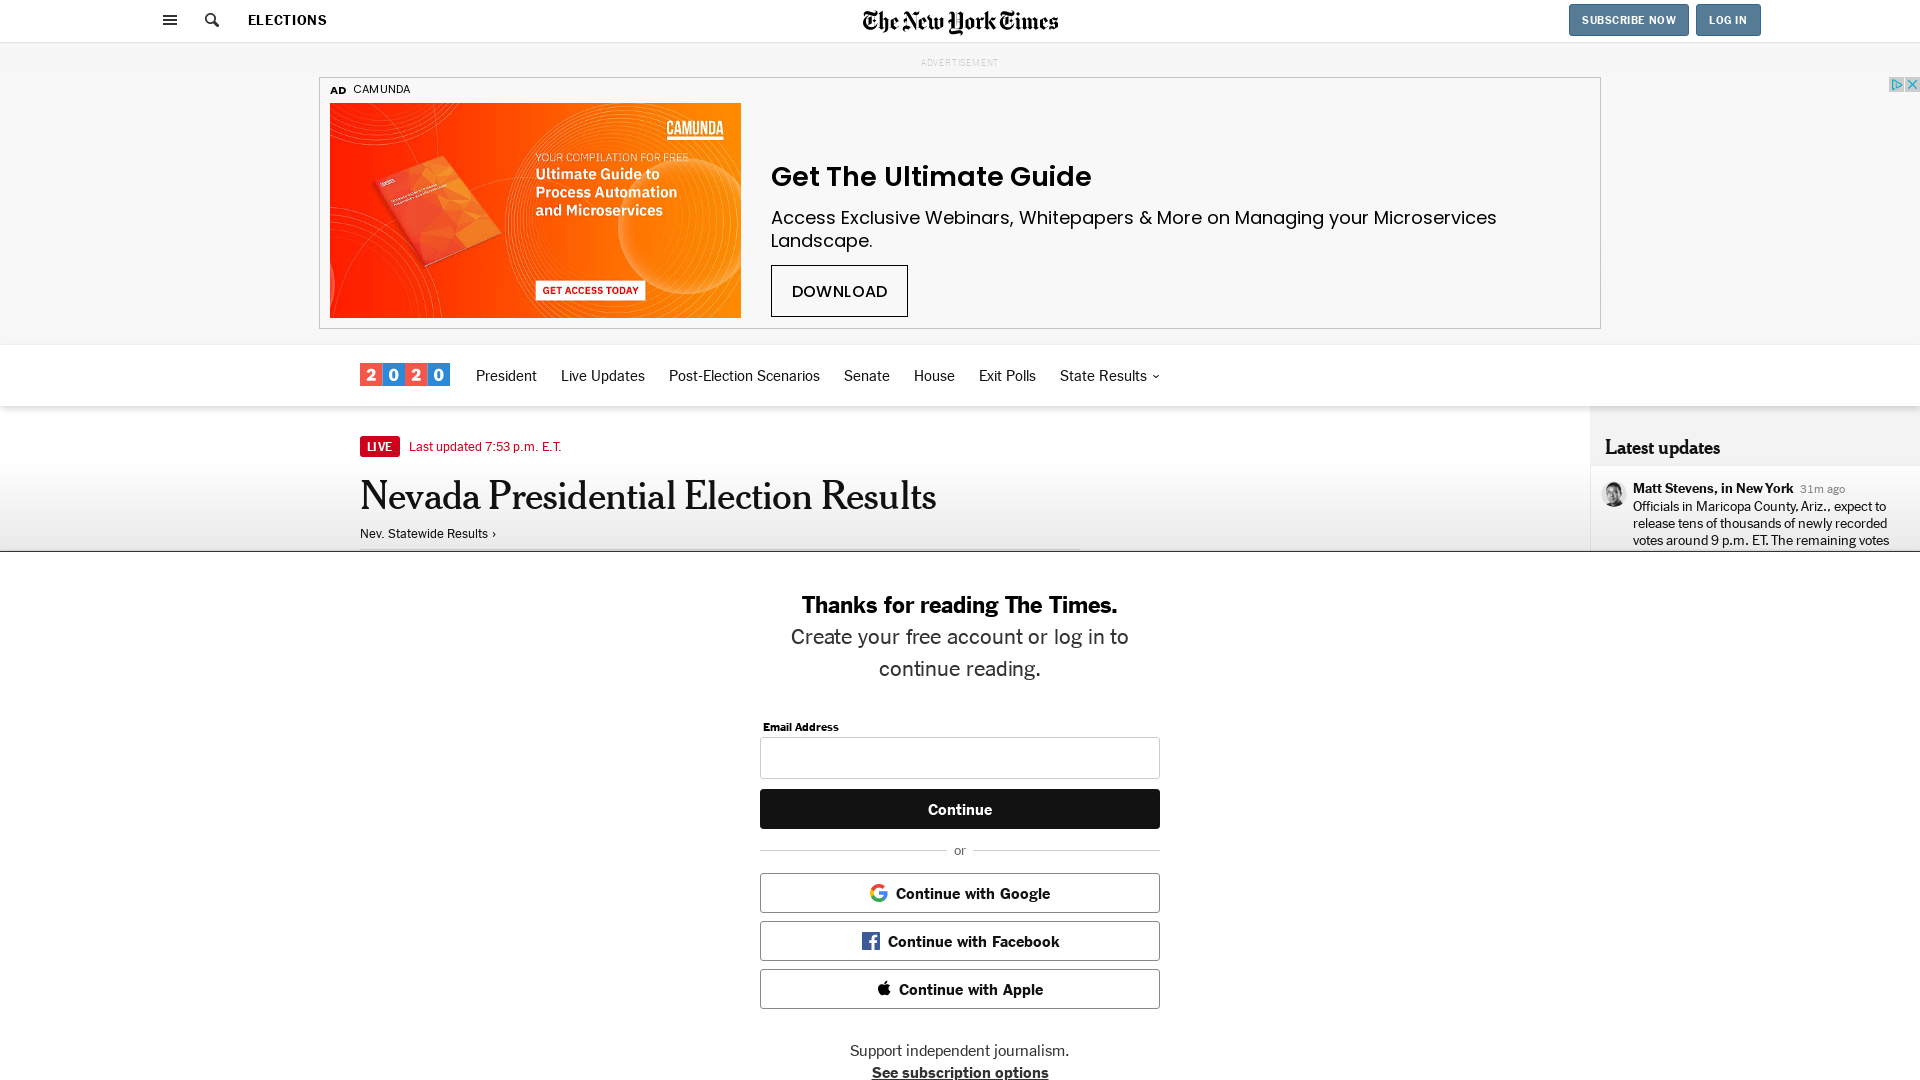 ELECTIONS
The New York Times
SUBSCRIBE NOW
LOG IN
ADVERTISEMENT
AD CAMUNDA
CAMUNDA
YOUR COMPILATION FOR FREE
Ultimate Guide to
Process Automation
and Microservices
GET ACCESS TODAY
Get The Ultimate Guide
Access Exclusive Webinars, Whitepapers & More on Managing your Microservices
Landscape.
DOWNLOAD
2020
President
Live Updates
Post-Election Scenarios
Senate
House
Exit Polls
State Results
LIVE Last updated 7:53 p.m. E.T.
Nevada Presidential Election Results
Nev. Statewide Results ›
Latest updates
Matt Stevens, in New York 31m ago
Officials in Maricopa County, Ariz., expect to
release tens of thousands of newly recorded
votes around 9 p.m. ET. The remaining votes
Thanks for reading The Times.
Create your free account or log in to
continue reading.
Email Address
Continue
or
Continue with Google
Continue with Facebook
Continue with Apple
Support independent journalism.
See subscription options